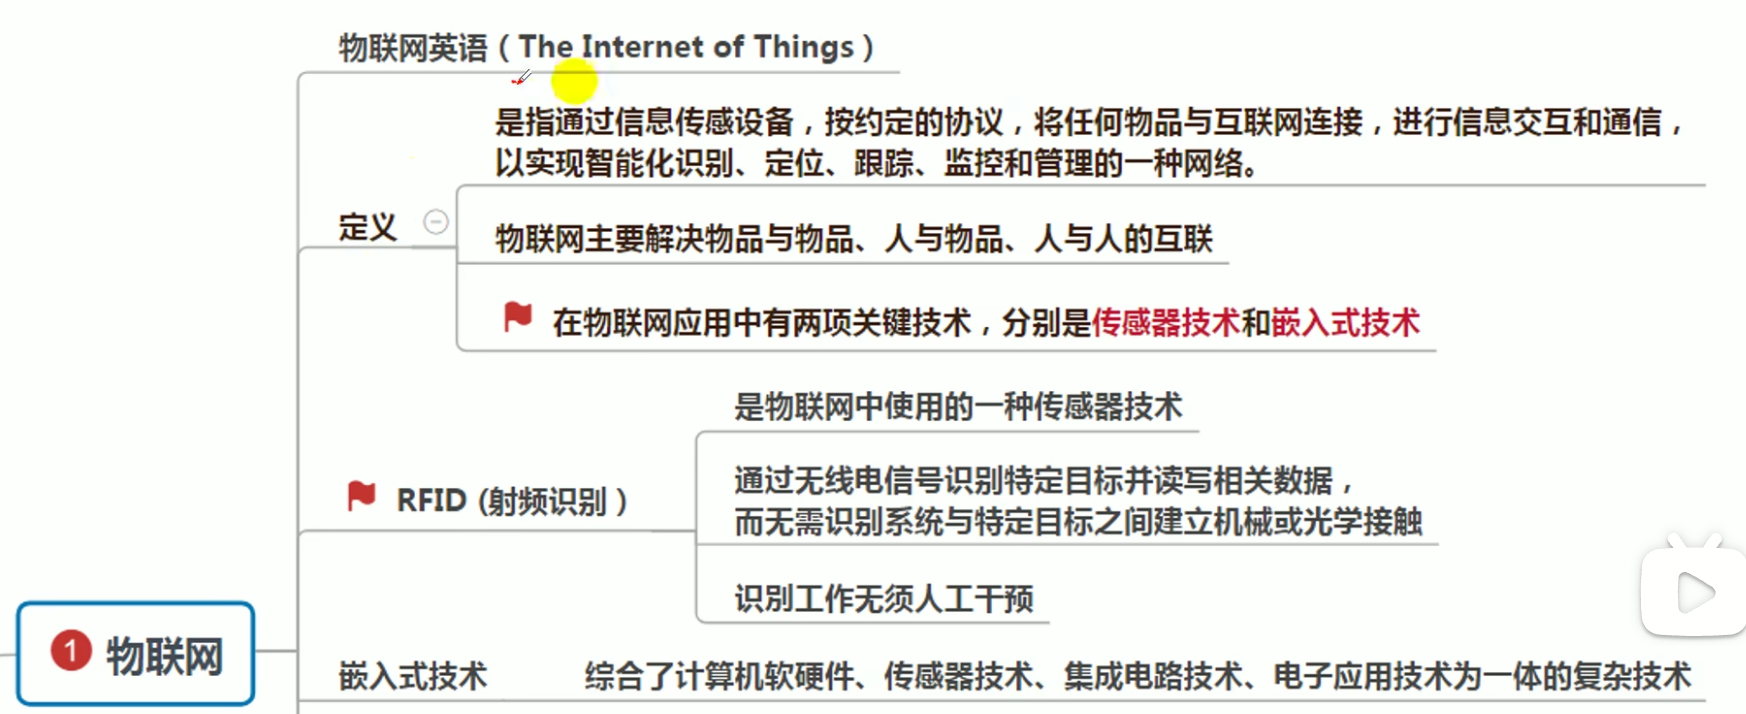 物联网英语（The Internet of Things）
是指通过信息传感设备，按约定的协议，将任何物品与互联网连接，进行信息交互和通信，
以实现智能化识别、定位、跟踪、监控和管理的一种网络。
定义
物联网主要解决物品与物品、人与物品、人与人的互联
在物联网应用中有两项关键技术，分别是传感器技术和嵌入式技术
是物联网中使用的一种传感器技术
RFID (射频识别）
通过无线电信号识别特定目标并读写相关数据，
而无需识别系统与特定目标之间建立机械或光学接触
识别工作无须人工干预
1 物联网
嵌入式技术
综合了计算机软硬件、传感器技术、集成电路技术、电子应用技术为一体的复杂技术